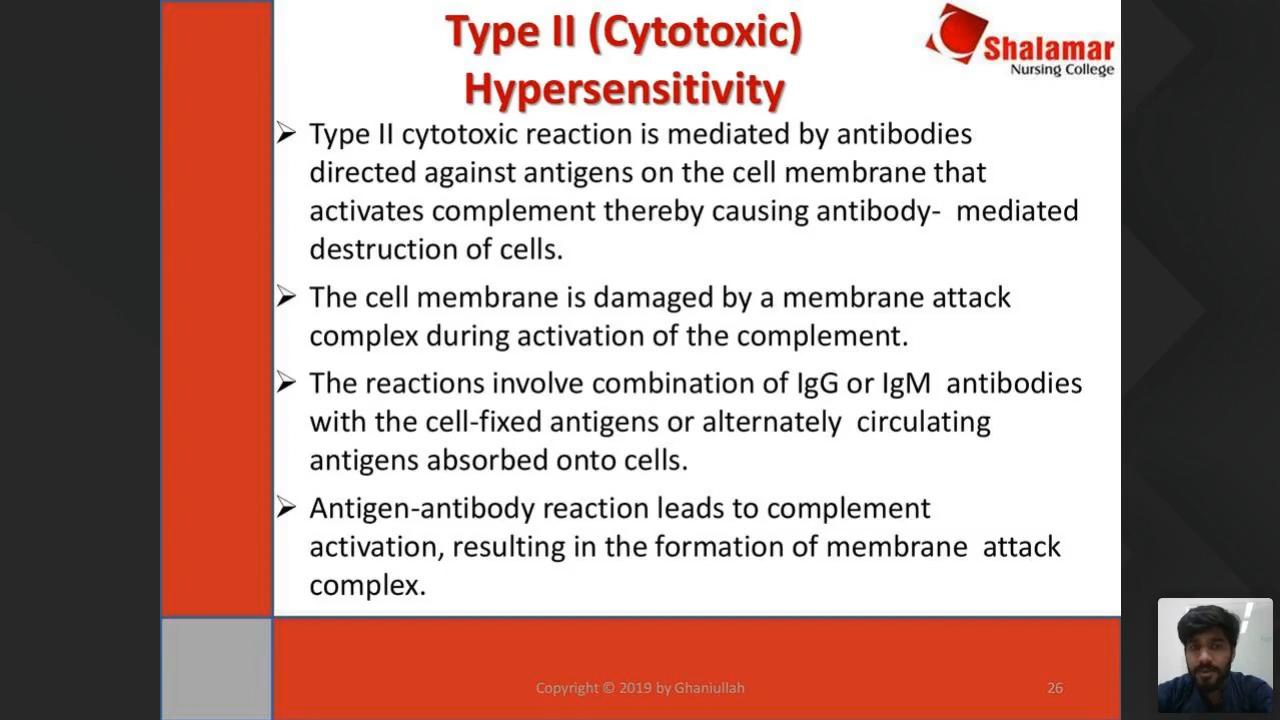 Type II (Cytotoxic)
Hypersensitivity
Shalamar
Nursing College
Type II cytotoxic reaction is mediated by antibodies
directed against antigens on the cell membrane that
activates complement thereby causing antibody- mediated
destruction of cells.
The cell membrane is damaged by a membrane attack
complex during activation of the complement.
The reactions involve combination of IgG or IgM antibodies
with the cell-fixed antigens or alternately circulating
antigens absorbed onto cells.
Antigen-antibody reaction leads to complement
activation, resulting in the formation of membrane attack
complex.
Copyright © 2019 by Ghaniullah
26